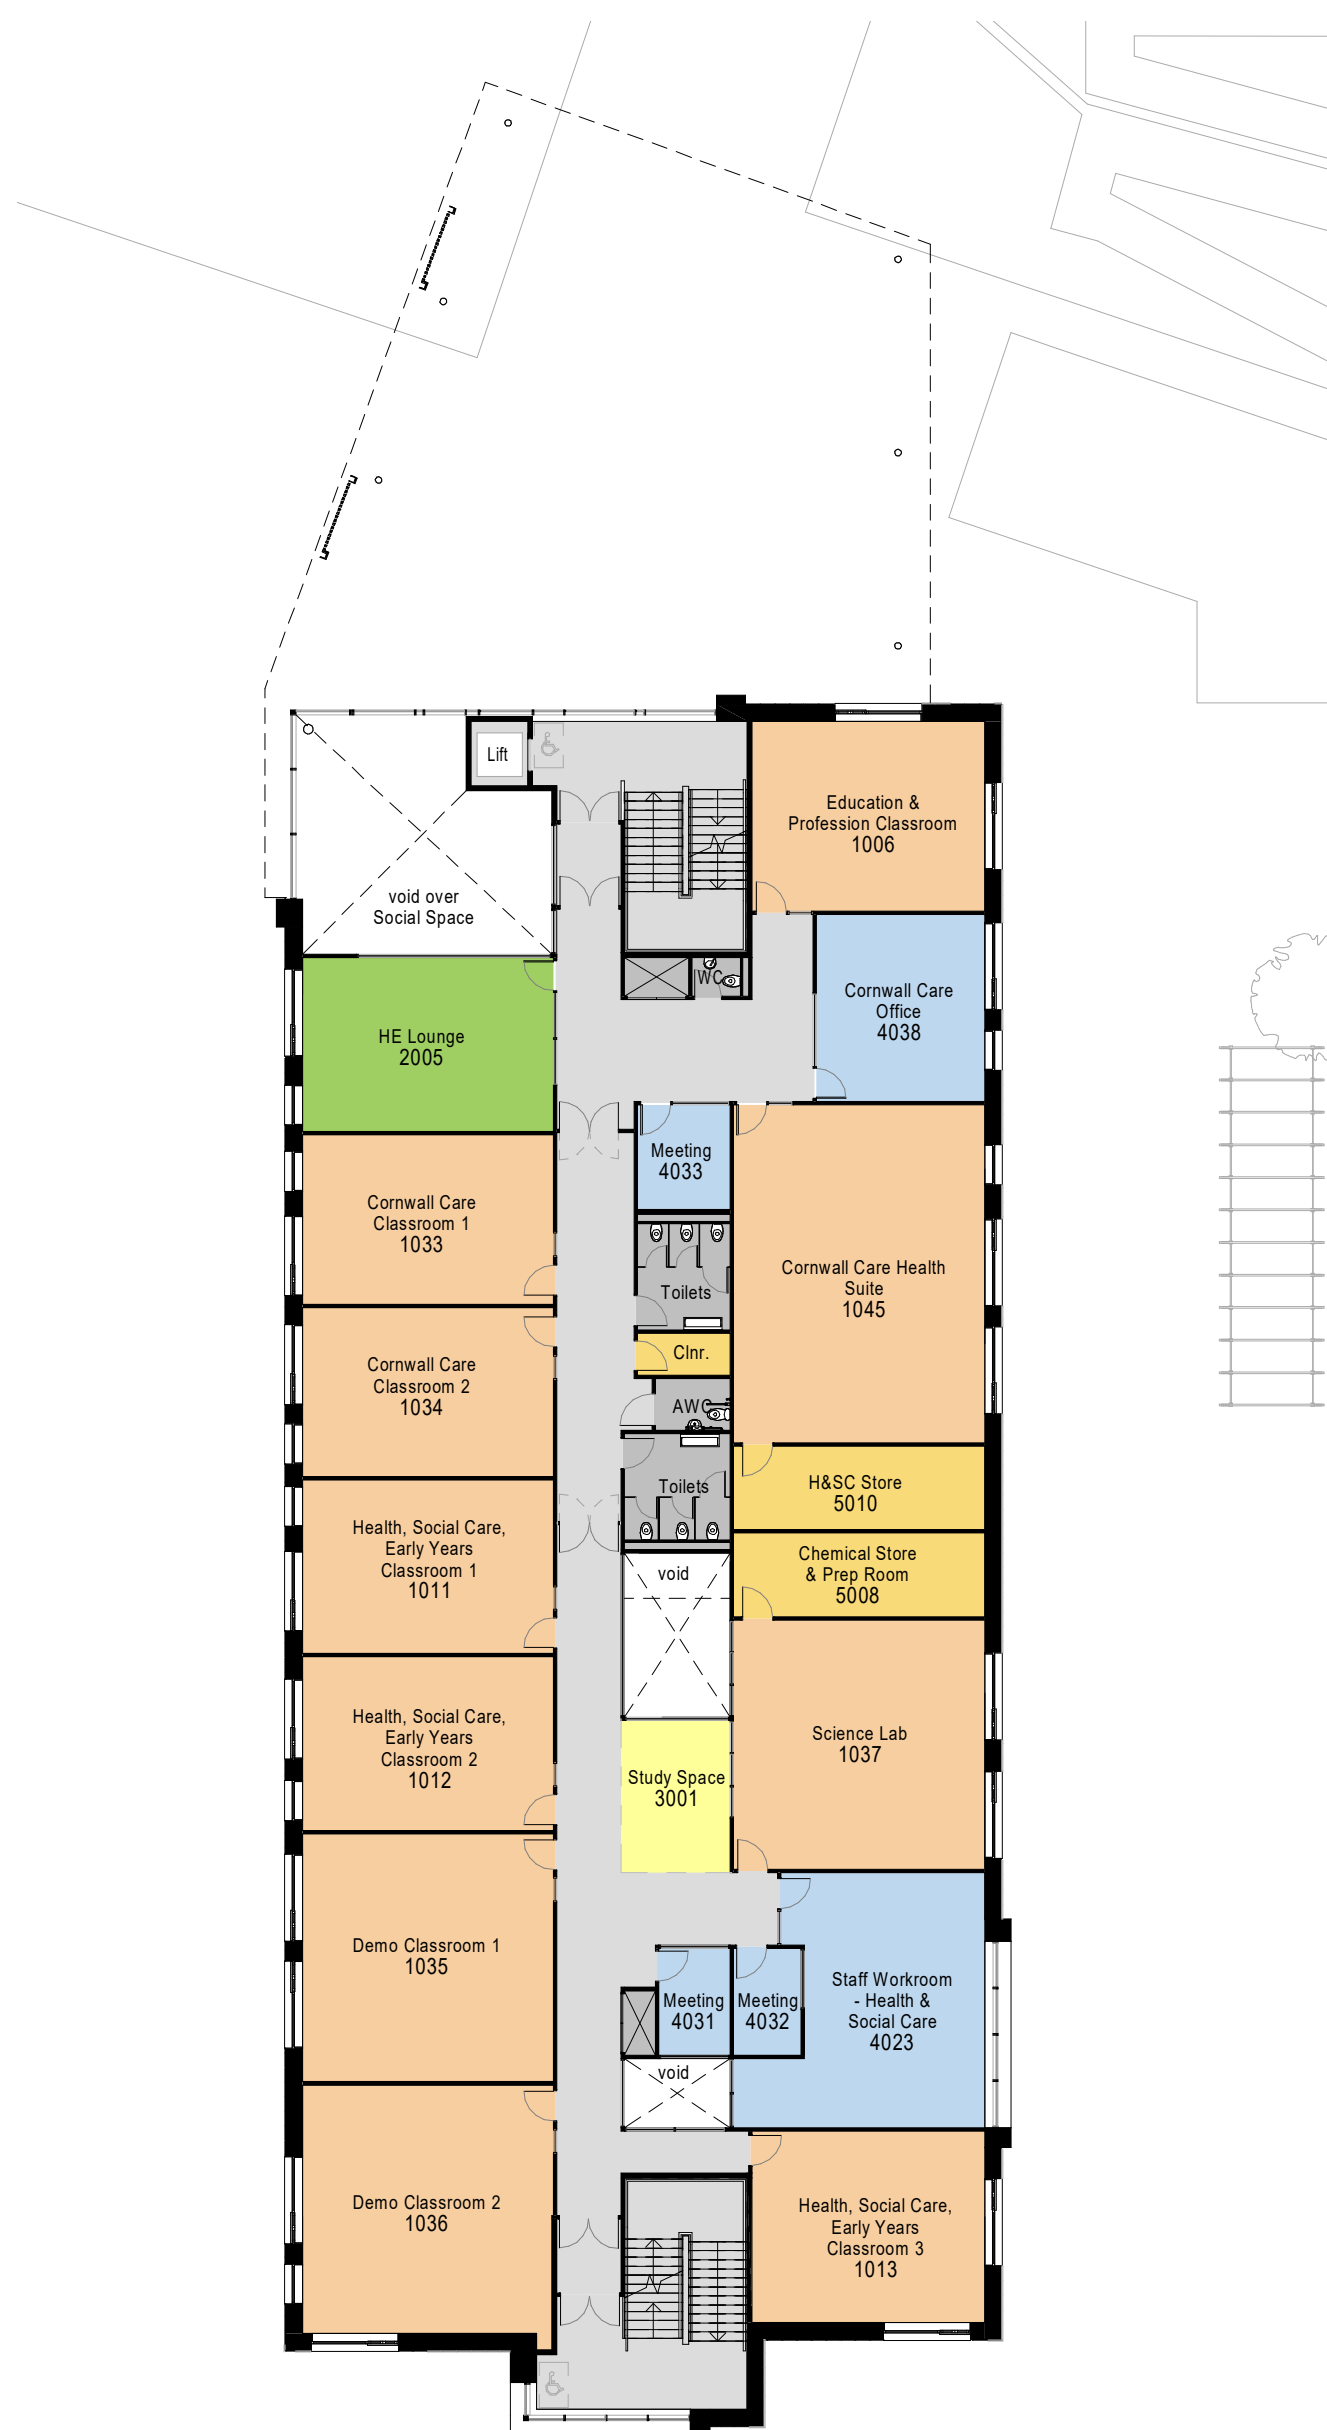 Lift
Education &
Profession Classroom
1006
void over
Social Space
WC
Cornwall Care
Office
4038
HE Lounge
2005
Meeting
4033
Cornwall Care
Classroom 1
1033
Toilets
Cornwall Care Health
Suite
1045
Clnr.
Cornwall Care
Classroom 2
1034
AWC
Toilets
H&SC Store
5010
Health, Social Care,
Early Years
Classroom 1
1011
Chemical Store
& Prep Room
5008
void
Health, Social Care,
Early Years
Classroom 2
1012
Science Lab
1037
Study Space
3001
Demo Classroom 1
1035
Meeting
4031
Meeting
4032
Staff Workroom
- Health &
Social Care
4023
void
Demo Classroom 2
1036
Health, Social Care,
Early Years
Classroom 3
1013